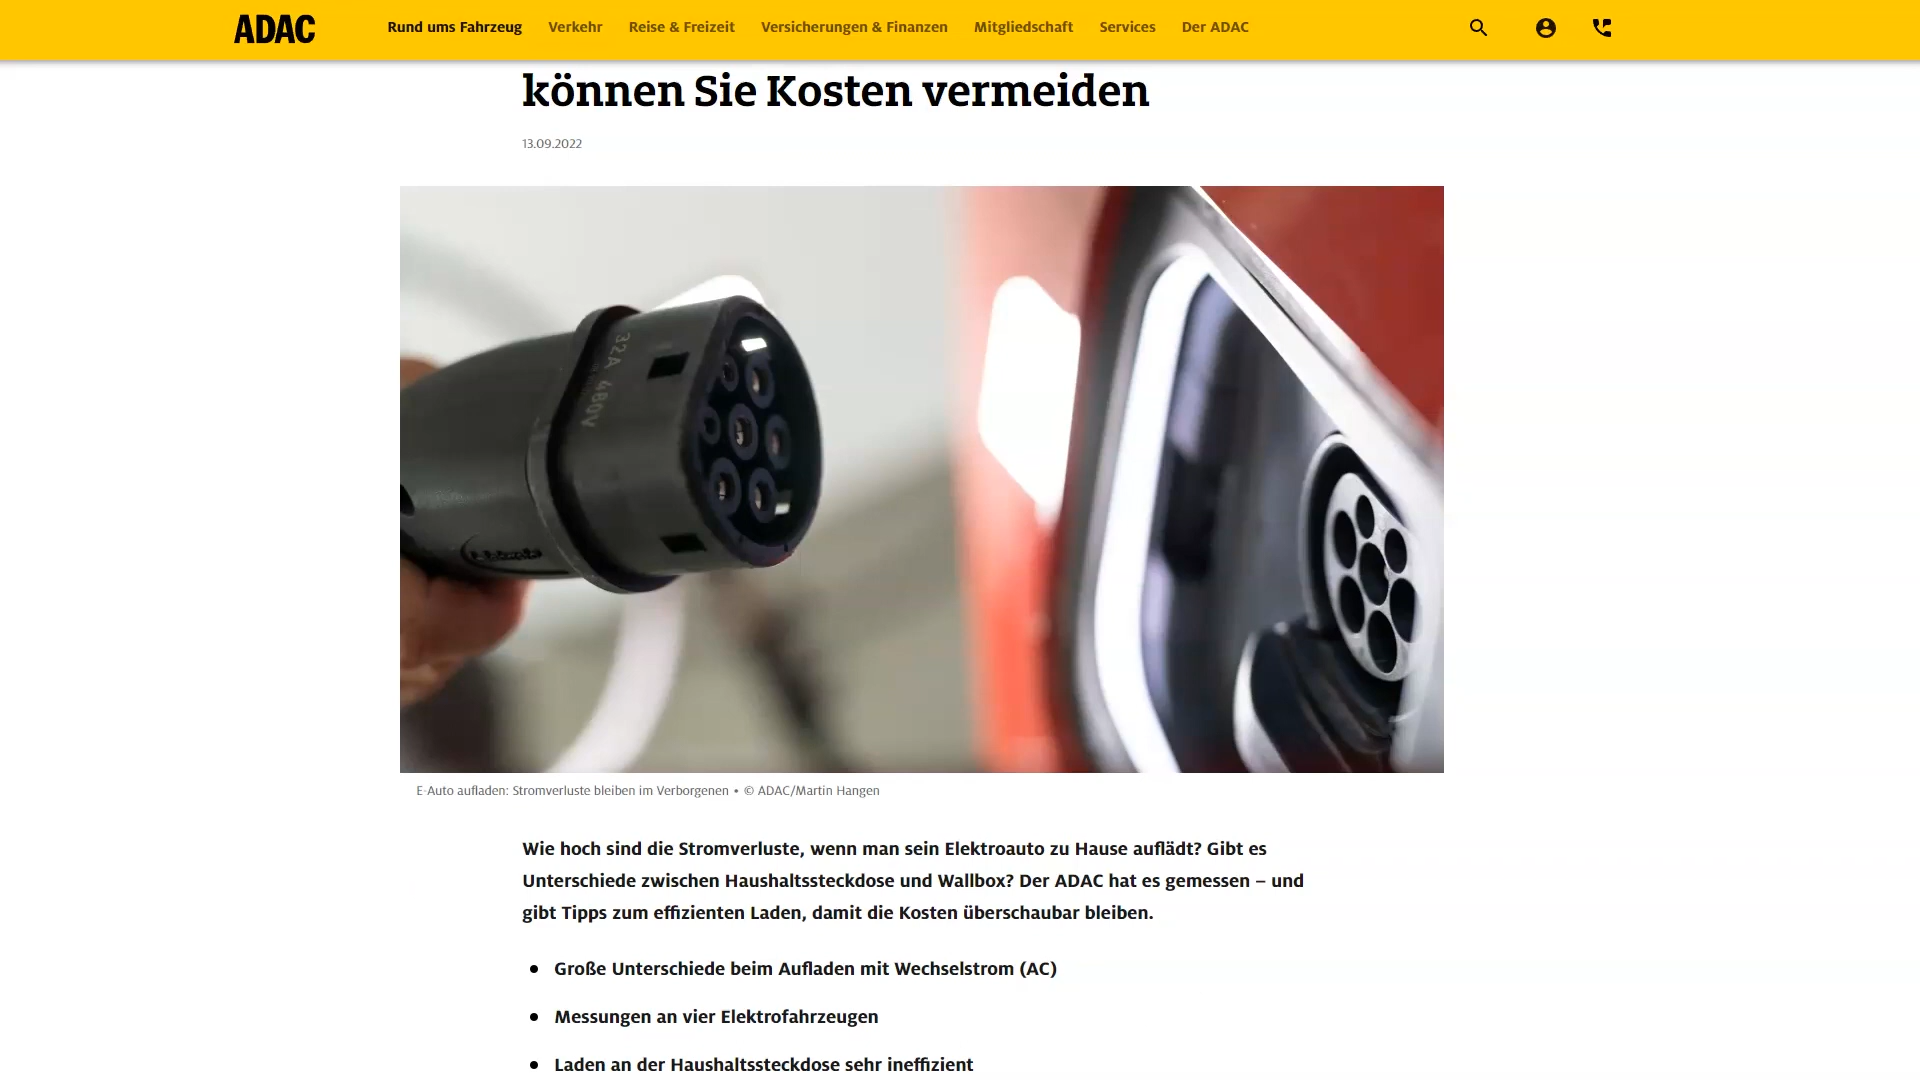 ADAC
Rund ums Fahrzeug Verkehr Reise & Freizeit Versicherungen & Finanzen Mitgliedschaft Services Der ADAC
können Sie Kosten vermeiden
13.09.2022
32A 480V
E-Auto aufladen: Stromverluste bleiben im Verborgenen • © ADAC/Martin Hangen
Wie hoch sind die Stromverluste, wenn man sein Elektroauto zu Hause auflädt? Gibt es
Unterschiede zwischen Haushaltssteckdose und Wallbox? Der ADAC hat es gemessen – und
gibt Tipps zum effizienten Laden, damit die Kosten überschaubar bleiben.
• Große Unterschiede beim Aufladen mit Wechselstrom (AC)
• Messungen an vier Elektrofahrzeugen
• Laden an der Haushaltssteckdose sehr ineffizient